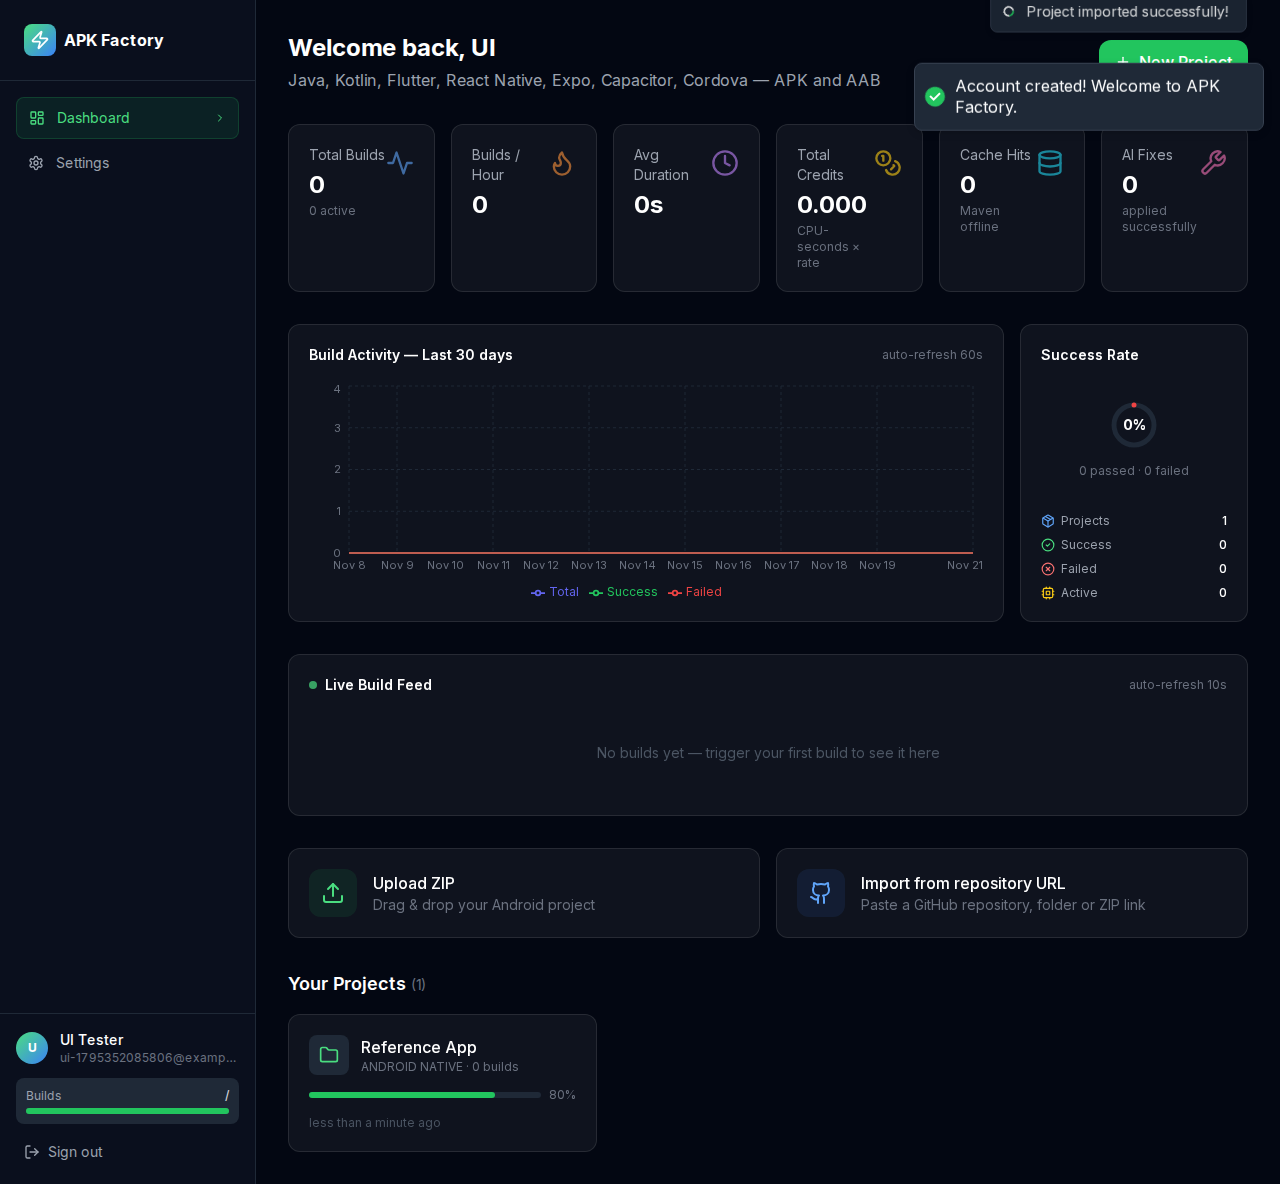 APK Factory
Dashboard
Settings
UI Tester
U
ui-1795352085806@examp...
Builds /
Sign out
Project imported successfully!
Welcome back, UI
New Project
Java, Kotlin, Flutter, React Native, Expo, Capacitor, Cordova — APK and AAB
Account created! Welcome to APK
Factory.
Total Builds
0
0 active
Builds /
Hour
0
Avg
Duration
0s
Total
Credits
0.000
CPU-
seconds ×
rate
Cache Hits
0
Maven
offline
AI Fixes
0
applied
successfully
Build Activity — Last 30 days
auto-refresh 60s
4
3
2
1
0
Nov 8 Nov 9 Nov 10 Nov 11 Nov 12 Nov 13 Nov 14 Nov 15 Nov 16 Nov 17 Nov 18 Nov 19 Nov 21
Total Success Failed
Success Rate
0%
0 passed · 0 failed
Projects 1
Success 0
Failed 0
Active 0
Live Build Feed
auto-refresh 10s
No builds yet — trigger your first build to see it here
Upload ZIP
Drag & drop your Android project
Import from repository URL
Paste a GitHub repository, folder or ZIP link
Your Projects (1)
Reference App
ANDROID NATIVE · 0 builds
80%
less than a minute ago